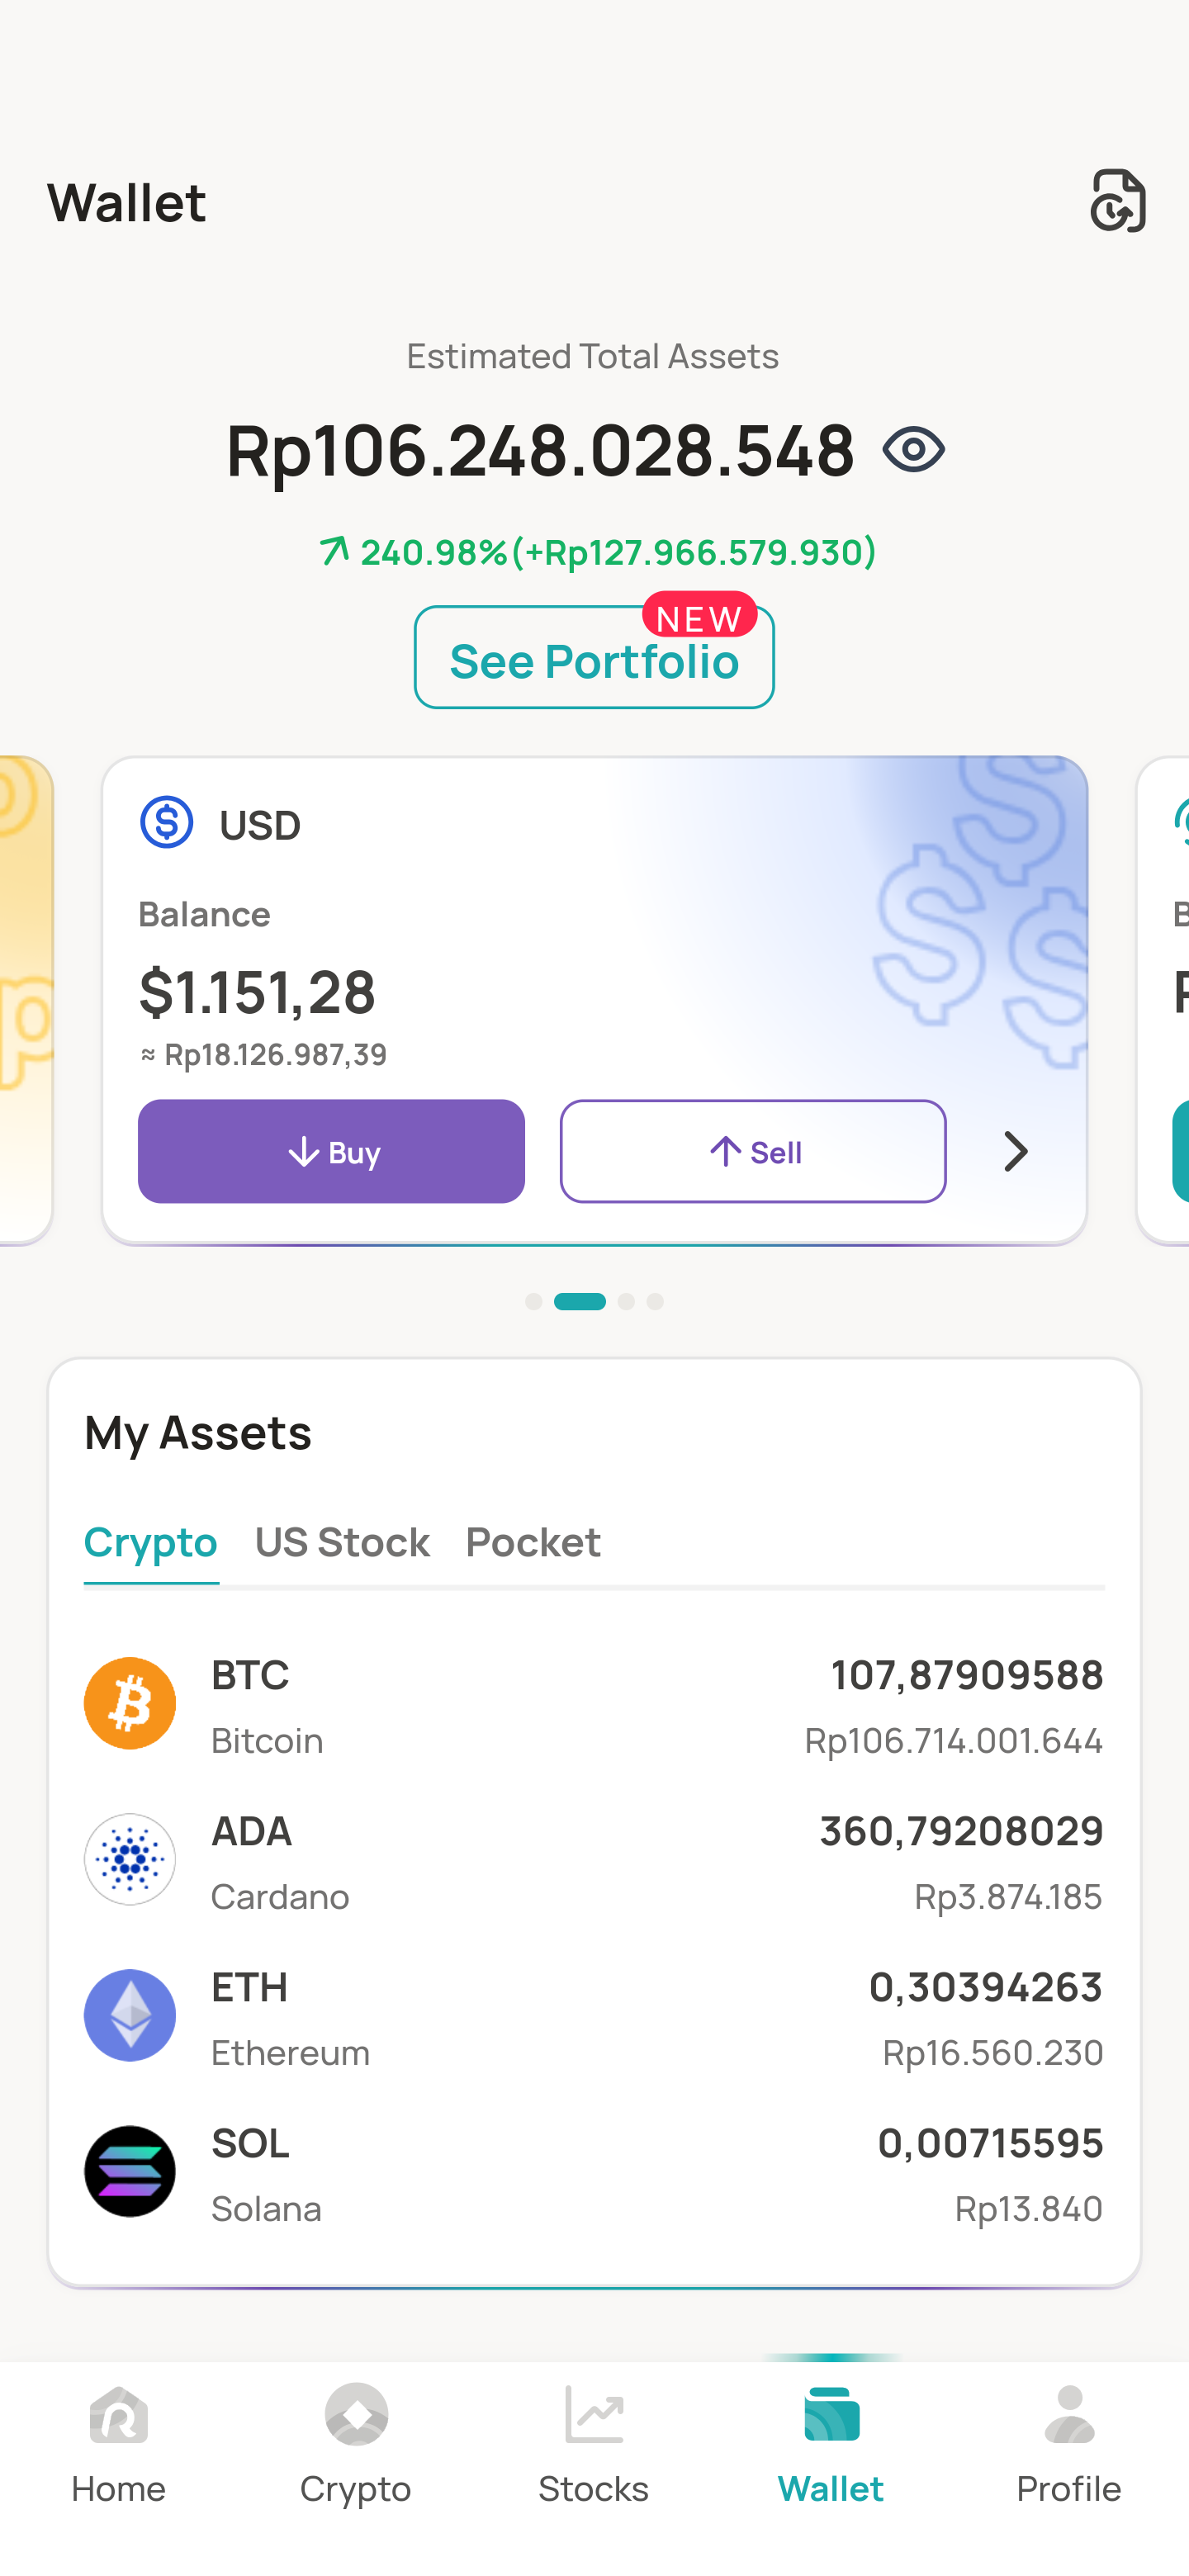 Wallet
Estimated Total Assets
Rp106.248.028.548
240.98%(+Rp127.966.579.930)
NEW
See Portfolio
USD
Balance
$1.151,28
≈ Rp18.126.987,39
Buy
Sell
My Assets
Crypto US Stock Pocket
BTC 107,87909588
Bitcoin Rp106.714.001.644
ADA 360,79208029
Cardano Rp3.874.185
ETH 0,30394263
Ethereum Rp16.560.230
SOL 0,00715595
Solana Rp13.840
Home Crypto Stocks Wallet Profile